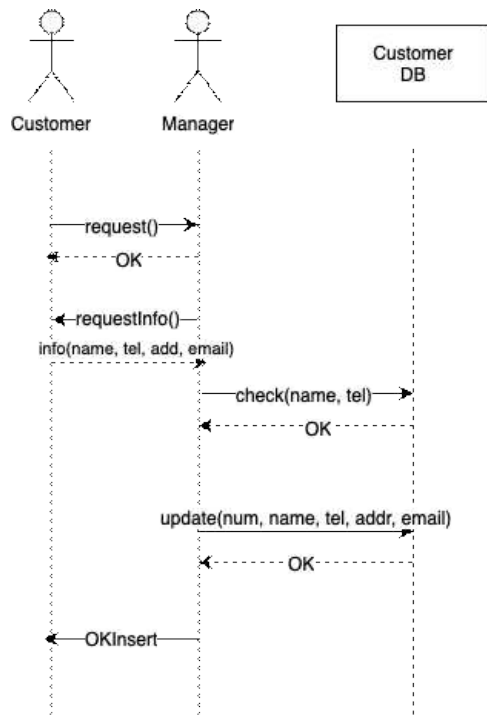 Customer
Manager
Customer
DB
request()
OK
requestInfo()
info(name, tel, add, email)
check(name, tel)
OK
update(num, name, tel, addr, email)
OK
OKInsert